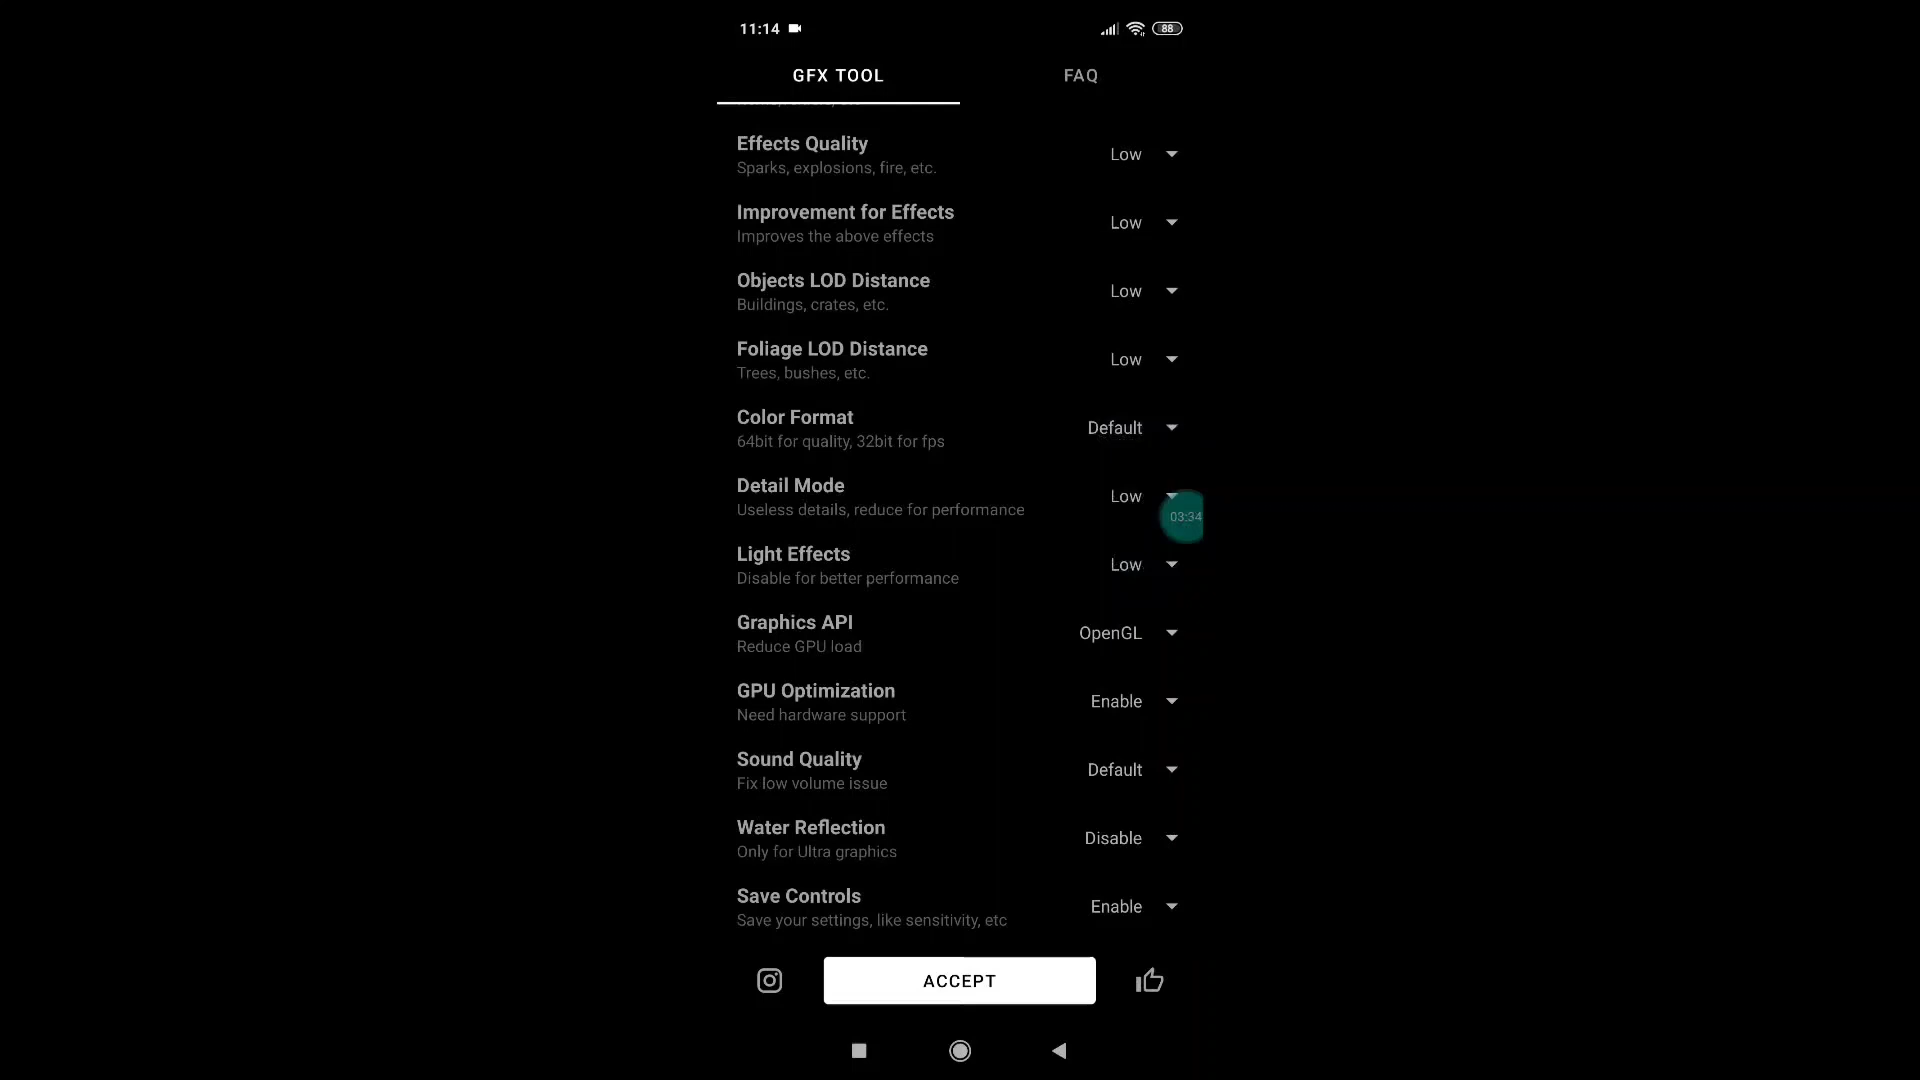 11:14
88
GFX TOOL
FAQ
Effects Quality
Low
Sparks, explosions, fire, etc.
Improvement for Effects
Low
Improves the above effects
Objects LOD Distance
Low
Buildings, crates, etc.
Foliage LOD Distance
Low
Trees, bushes, etc.
Color Format
Default
64bit for quality, 32bit for fps
Detail Mode
Low
Useless details, reduce for performance
03:34
Light Effects
Low
Disable for better performance
Graphics API
OpenGL
Reduce GPU load
GPU Optimization
Enable
Need hardware support
Sound Quality
Default
Fix low volume issue
Water Reflection
Disable
Only for Ultra graphics
Save Controls
Enable
Save your settings, like sensitivity, etc
ACCEPT